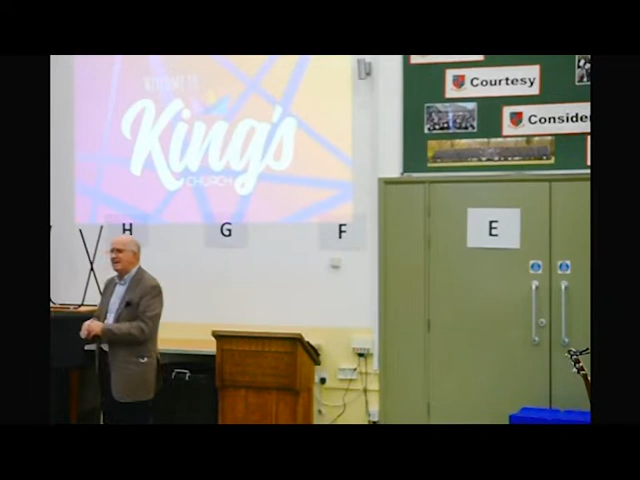 WELCOME TO
King's
CHURCH
Courtesy
Consider
H
G
F
E